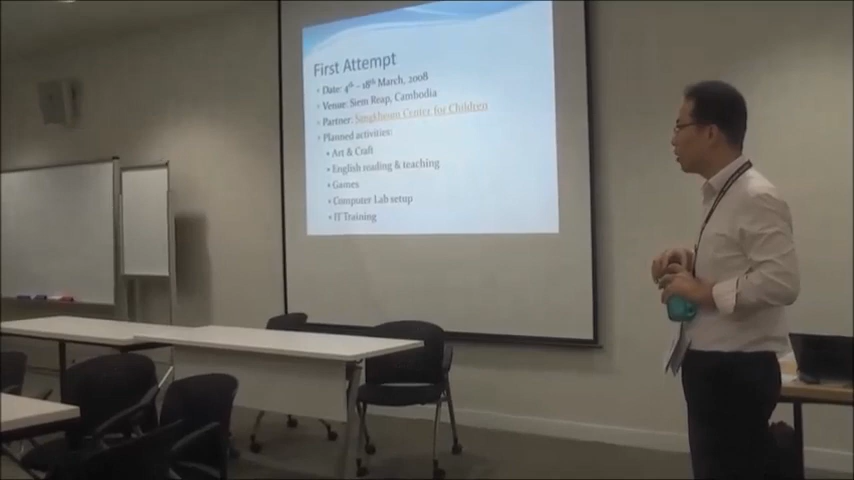 First Attempt
• Date: 4th – 18th March, 2008
• Venue: Siem Reap, Cambodia
• Partner: Sangkheum Center for Children
• Planned activities:
• Art & Craft
• English reading & teaching
• Games
• Computer Lab setup
• IT Training